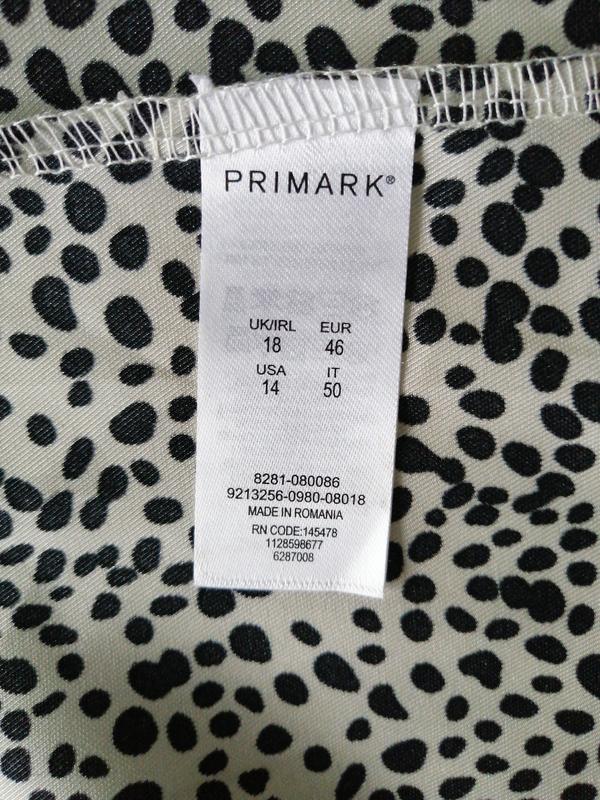 PRIMARK®
UK/IRL EUR
18 46
USA IT
14 50
8281-080086
9213256-0980-08018
MADE IN ROMANIA
RN CODE:145478
1128598677
6287008